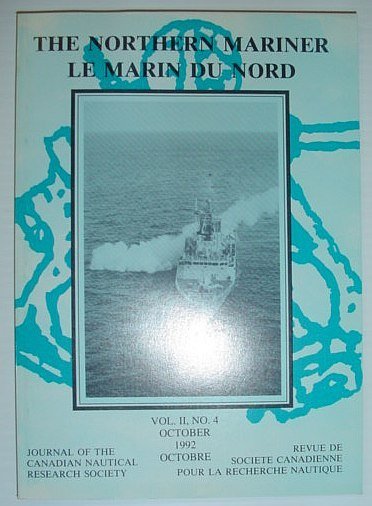 THE NORTHERN MARINER
LE MARIN DU NORD
VOL. II, NO. 4
OCTOBER
1992
OCTOBRE
JOURNAL OF THE
CANADIAN NAUTICAL
RESEARCH SOCIETY
REVUE DE
SOCIETE CANADIENNE
POUR LA RECHERCHE NAUTIQUE